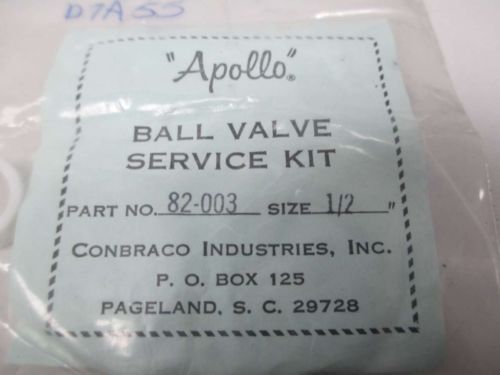 D7A55
"Apollo"®
BALL VALVE
SERVICE KIT
PART NO. 82-003 SIZE 1/2 "
CONBRACO INDUSTRIES, INC.
P. O. BOX 125
PAGELAND, S. C. 29728